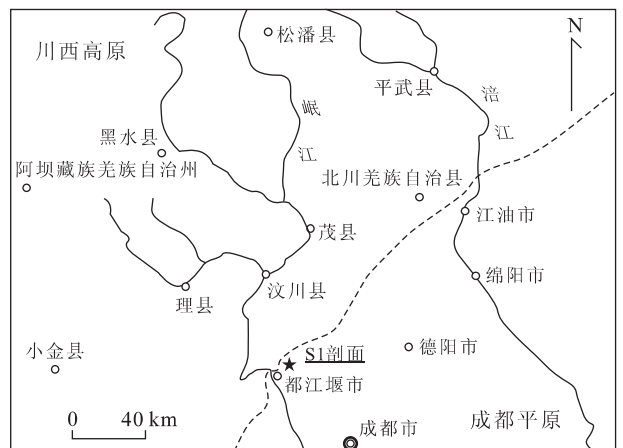 N
松潘县
川西高原
平武县
涪
江
岷
江
黑水县
阿坝藏族羌族自治州
北川羌族自治县
江油市
茂县
绵阳市
汶川县
理县
S1剖面
德阳市
小金县
都江堰市
0 40 km
成都市
成都平原